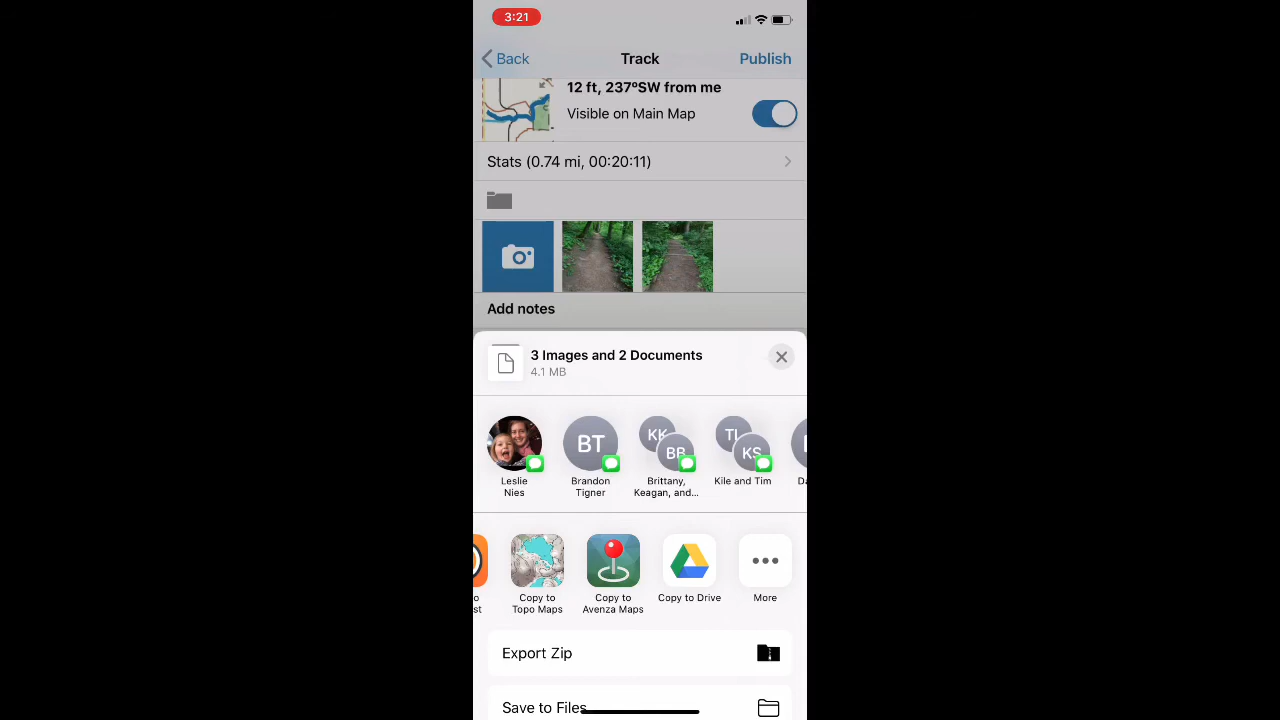 3:21
Back
Track
Publish
12 ft, 237°SW from me
Visible on Main Map
Stats (0.74 mi, 00:20:11)
Add notes
3 Images and 2 Documents
4.1 MB
BT
KK
BB
KS
Leslie
Nies
Brandon
Tigner
Brittany,
Keagan, and...
Kile and Tim
Copy to
Topo Maps
Copy to
Avenza Maps
Copy to Drive
More
Export Zip
Save to Files